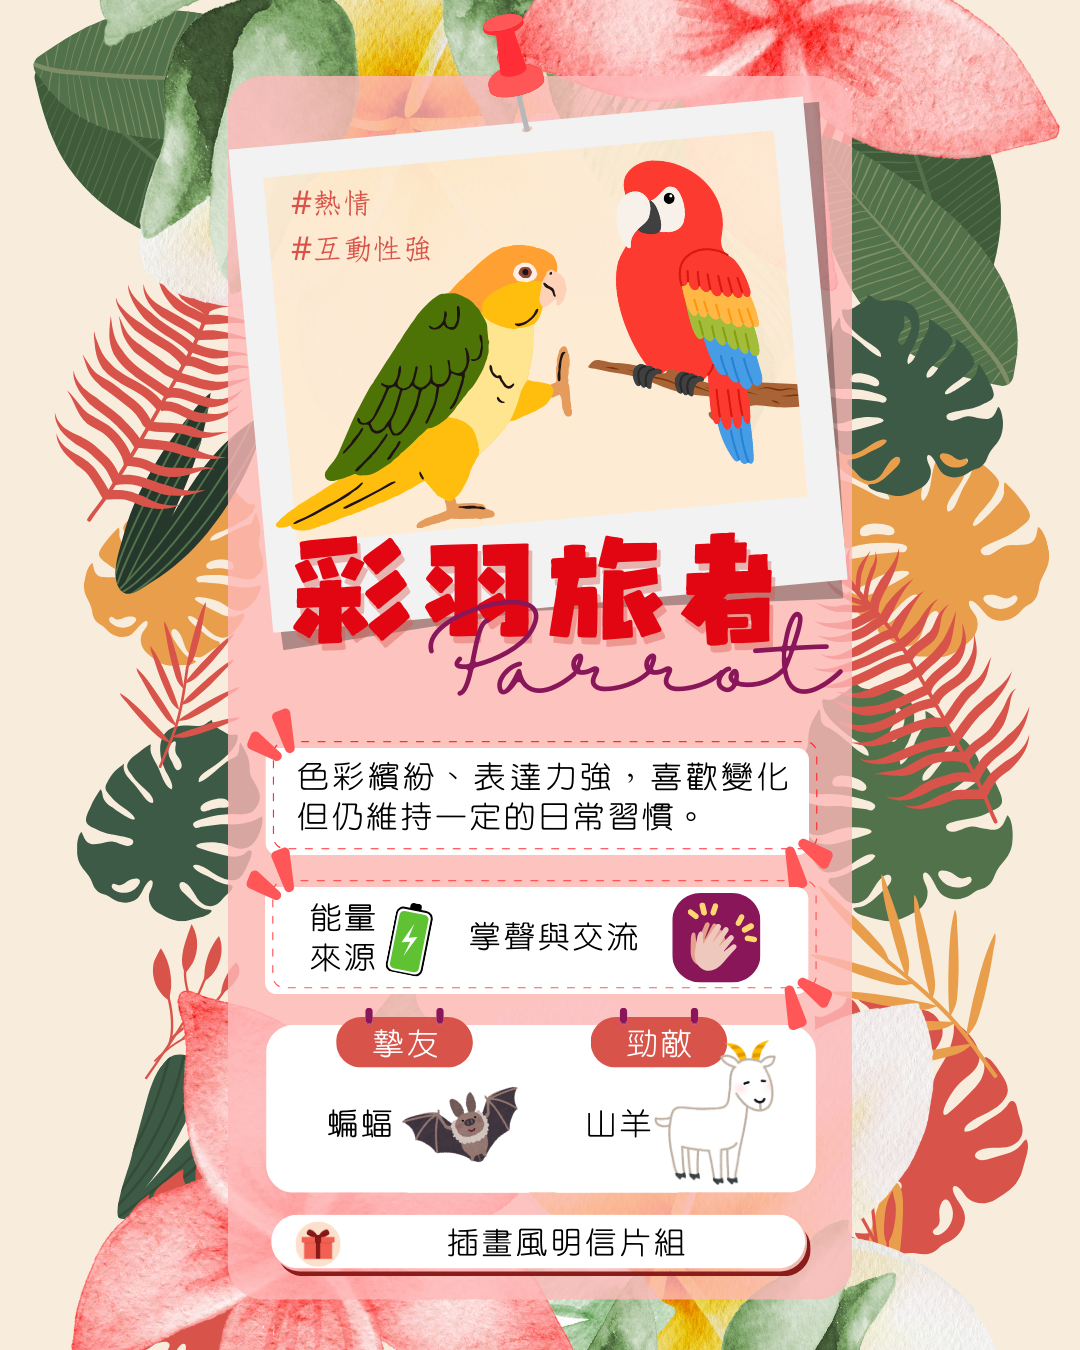 #熱情
#互動性強
彩羽旅者
Parrot
色彩繽紛、表達力強，喜歡變化
但仍維持一定的日常習慣。
能量
來源
掌聲與交流
摯友
勁敵
蝙蝠
山羊
插畫風明信片組